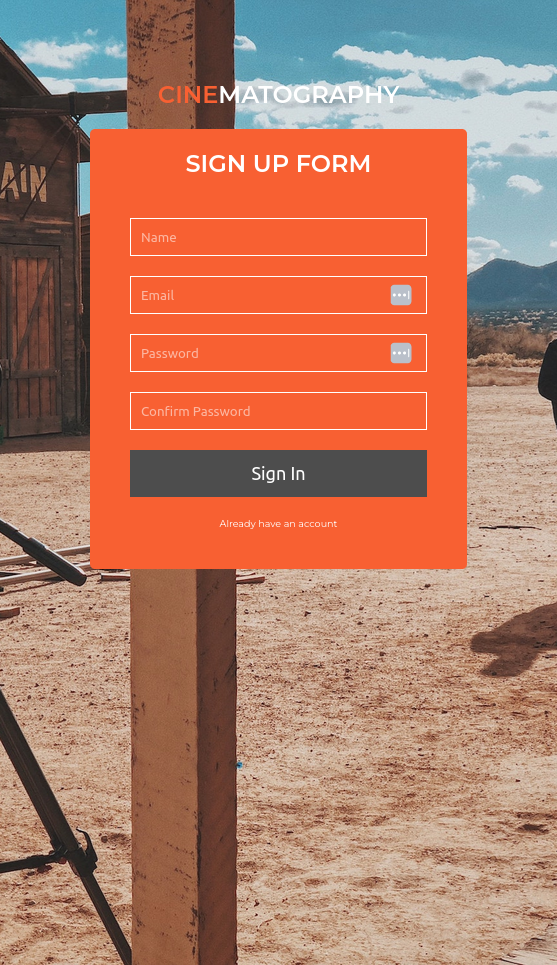 CINEMATOGRAPHY
SIGN UP FORM
AIN
Name
Email
Password
Confirm Password
Sign In
Already have an account